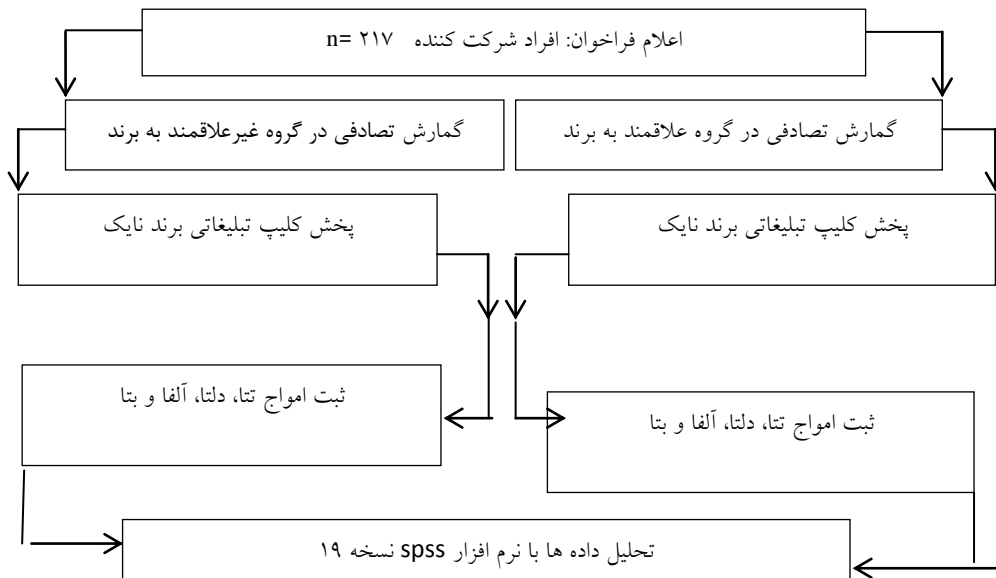 اعلام فراخوان: افراد شرکت کننده n= ۲۱۷
گمارش تصادفی در گروه علاقمند به برند
گمارش تصادفی در گروه غیرعلاقمند به برند
پخش کلیپ تبلیغاتی برند نایک
پخش کلیپ تبلیغاتی برند نایک
ثبت امواج تتا، دلتا، آلفا و بتا
ثبت امواج تتا، دلتا، آلفا و بتا
تحلیل داده ها با نرم افزار spss نسخه ۱۹